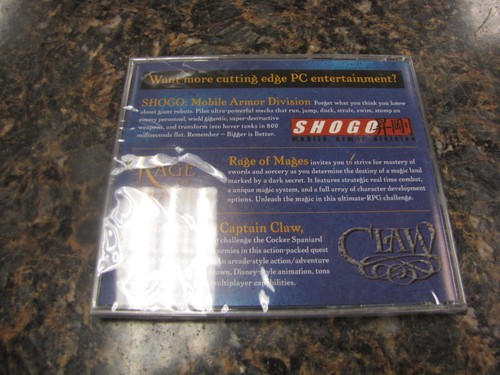 Want more cutting edge PC entertainment?
SHOGO: Mobile Armor Division Forget what you think you know
about giant robots. Pilot ultra-powerful mechs that run, jump, duck, strafe, swim, stomp on
enemy personnel, wield gigantic, super-destructive
weapons, and transform into hover tanks in 800
milliseconds flat. Remember – Bigger is Better.
SHOGO
mobile armor division
RAGE
Rage of Mages invites you to strive for mastery of
swords and sorcery as you determine the destiny of a magic land
marked by a dark secret. It features strategic real time combat,
a unique magic system, and a full array of character development
options. Unleash the magic in this ultimate RPG challenge.
Captain Claw,
challenge the Cocker Spaniard
enemies in this action-packed quest
arcade-style action/adventure
Disney-style animation, tons
multiplayer capabilities.
CLAW